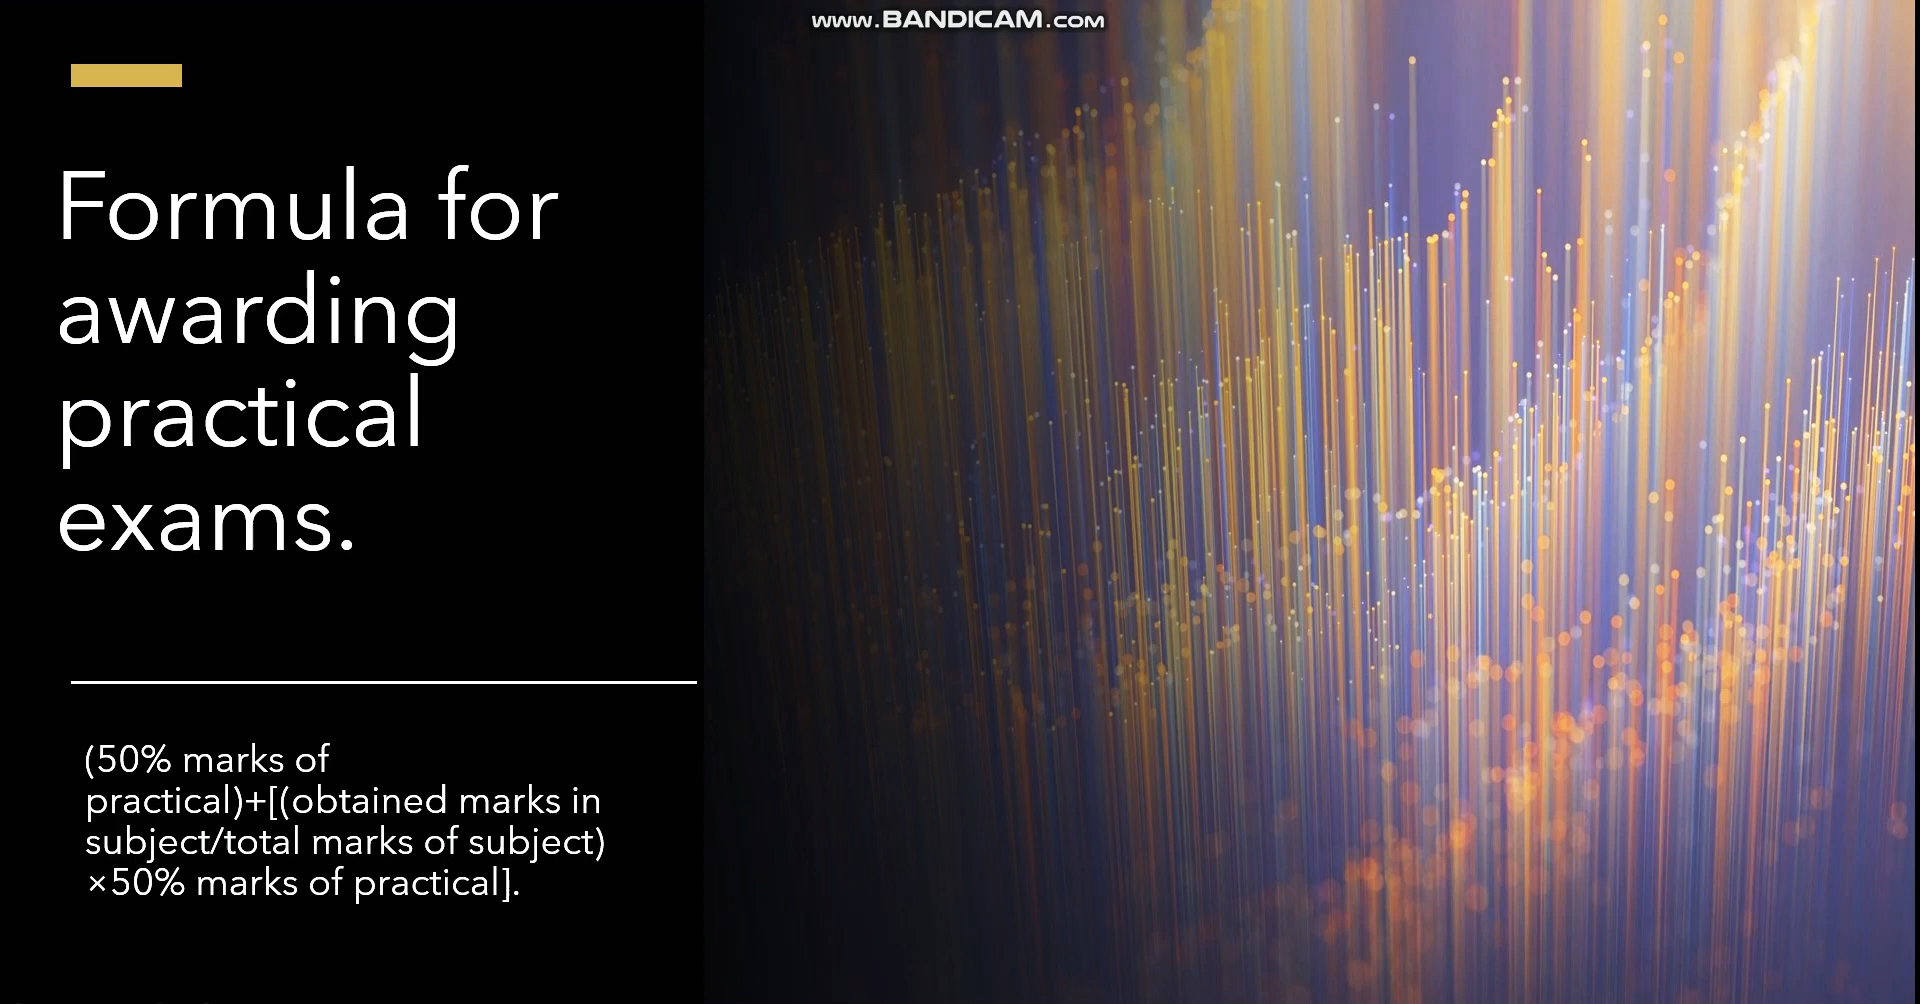 www.BANDICAM.com
Formula for
awarding
practical
exams.
(50% marks of
practical)+[(obtained marks in
subject/total marks of subject)
×50% marks of practical].